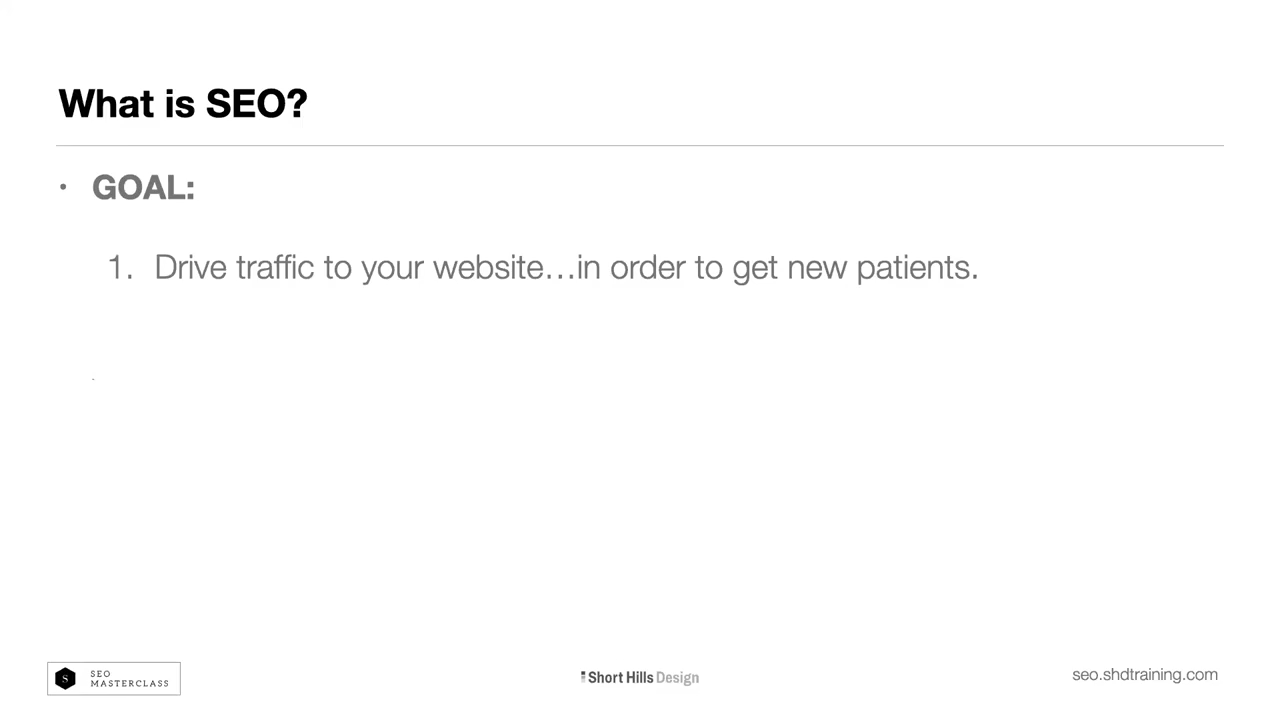 What is SEO?
• GOAL:
1. Drive traffic to your website…in order to get new patients.
S
SEO
MASTERCLASS
Short Hills Design
seo.shdtraining.com